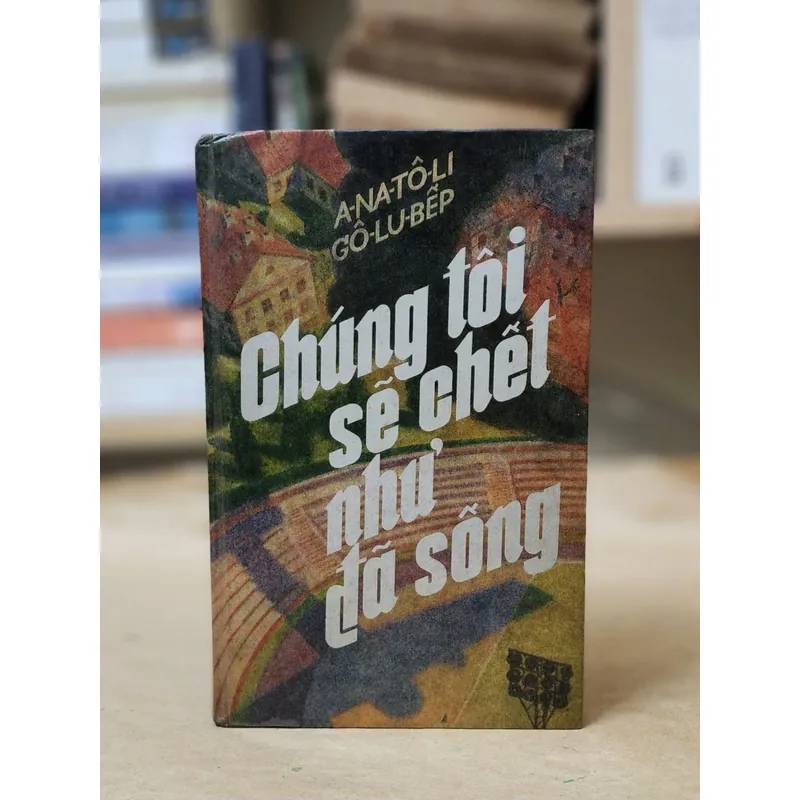 A-NA-TÔ-LI
GÔ-LU-BẾP
Chúng tôi
sẽ chết
như
đã sống